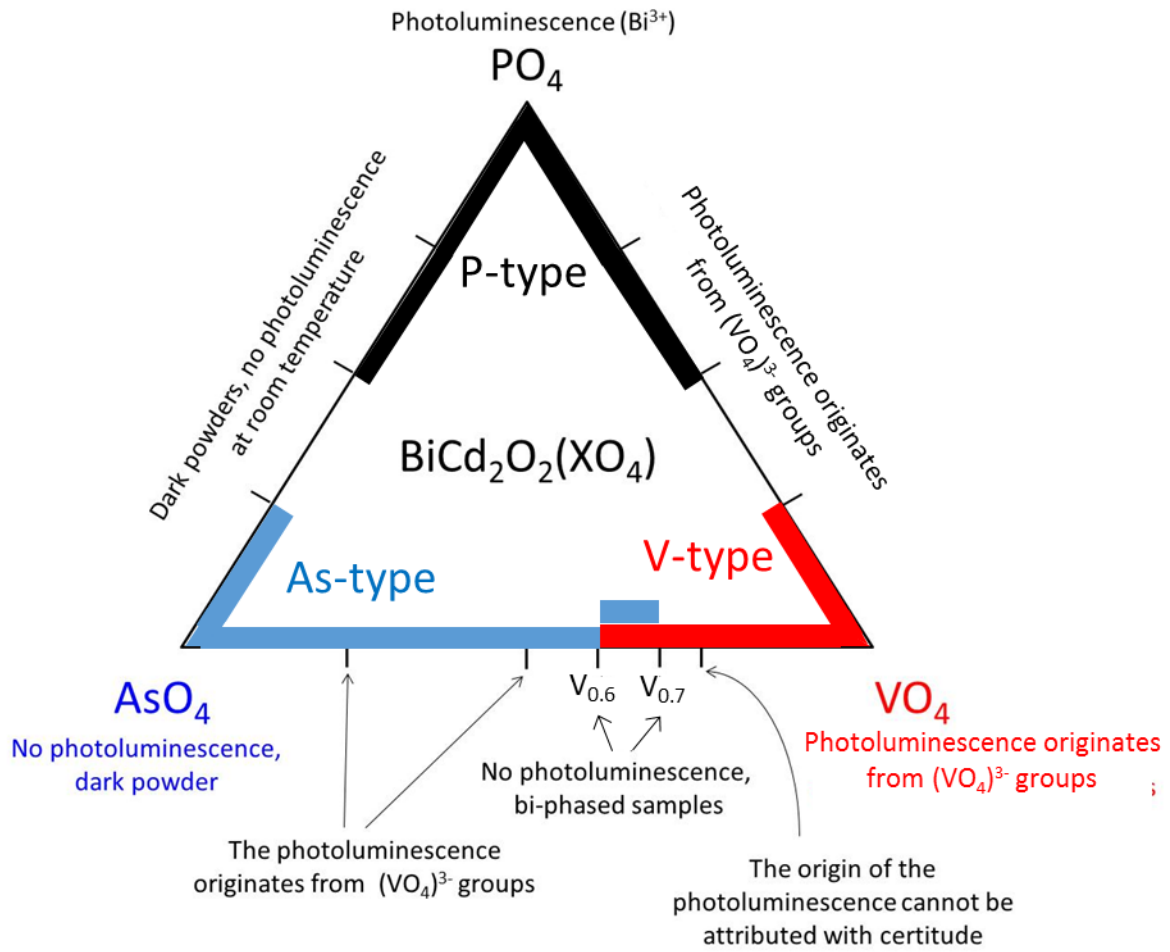 Photoluminescence (Bi³⁺)
PO₄
Dark powders, no photoluminescence
at room temperature
Photoluminescence originates
from (VO₄)³⁻ groups
P-type
BiCd₂O₂(XO₄)
As-type
V-type
V₀.₆
V₀.₇
AsO₄
No photoluminescence,
dark powder
VO₄
Photoluminescence originates
from (VO₄)³⁻ groups
s
No photoluminescence,
bi-phased samples
The photoluminescence
originates from (VO₄)³⁻ groups
The origin of the
photoluminescence cannot be
attributed with certitude